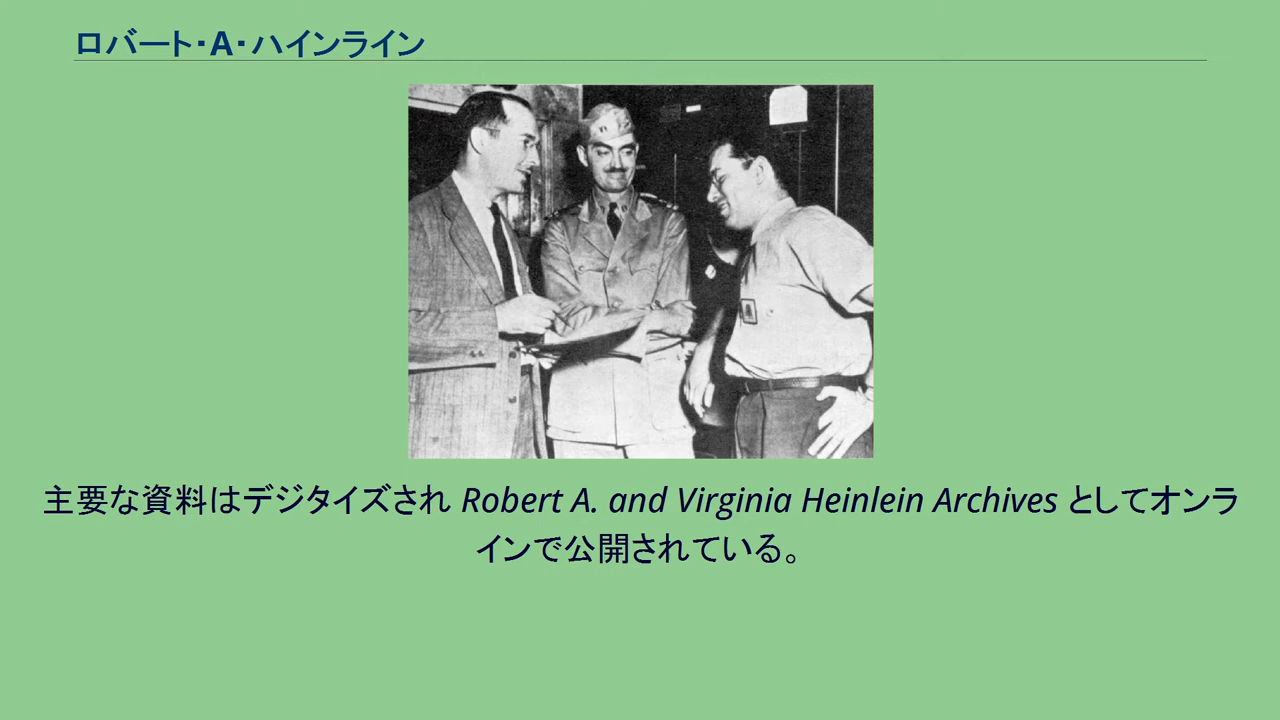 ロバート・A・ハインライン
主要な資料はデジタイズされ Robert A. and Virginia Heinlein Archives としてオンラ
インで公開されている。